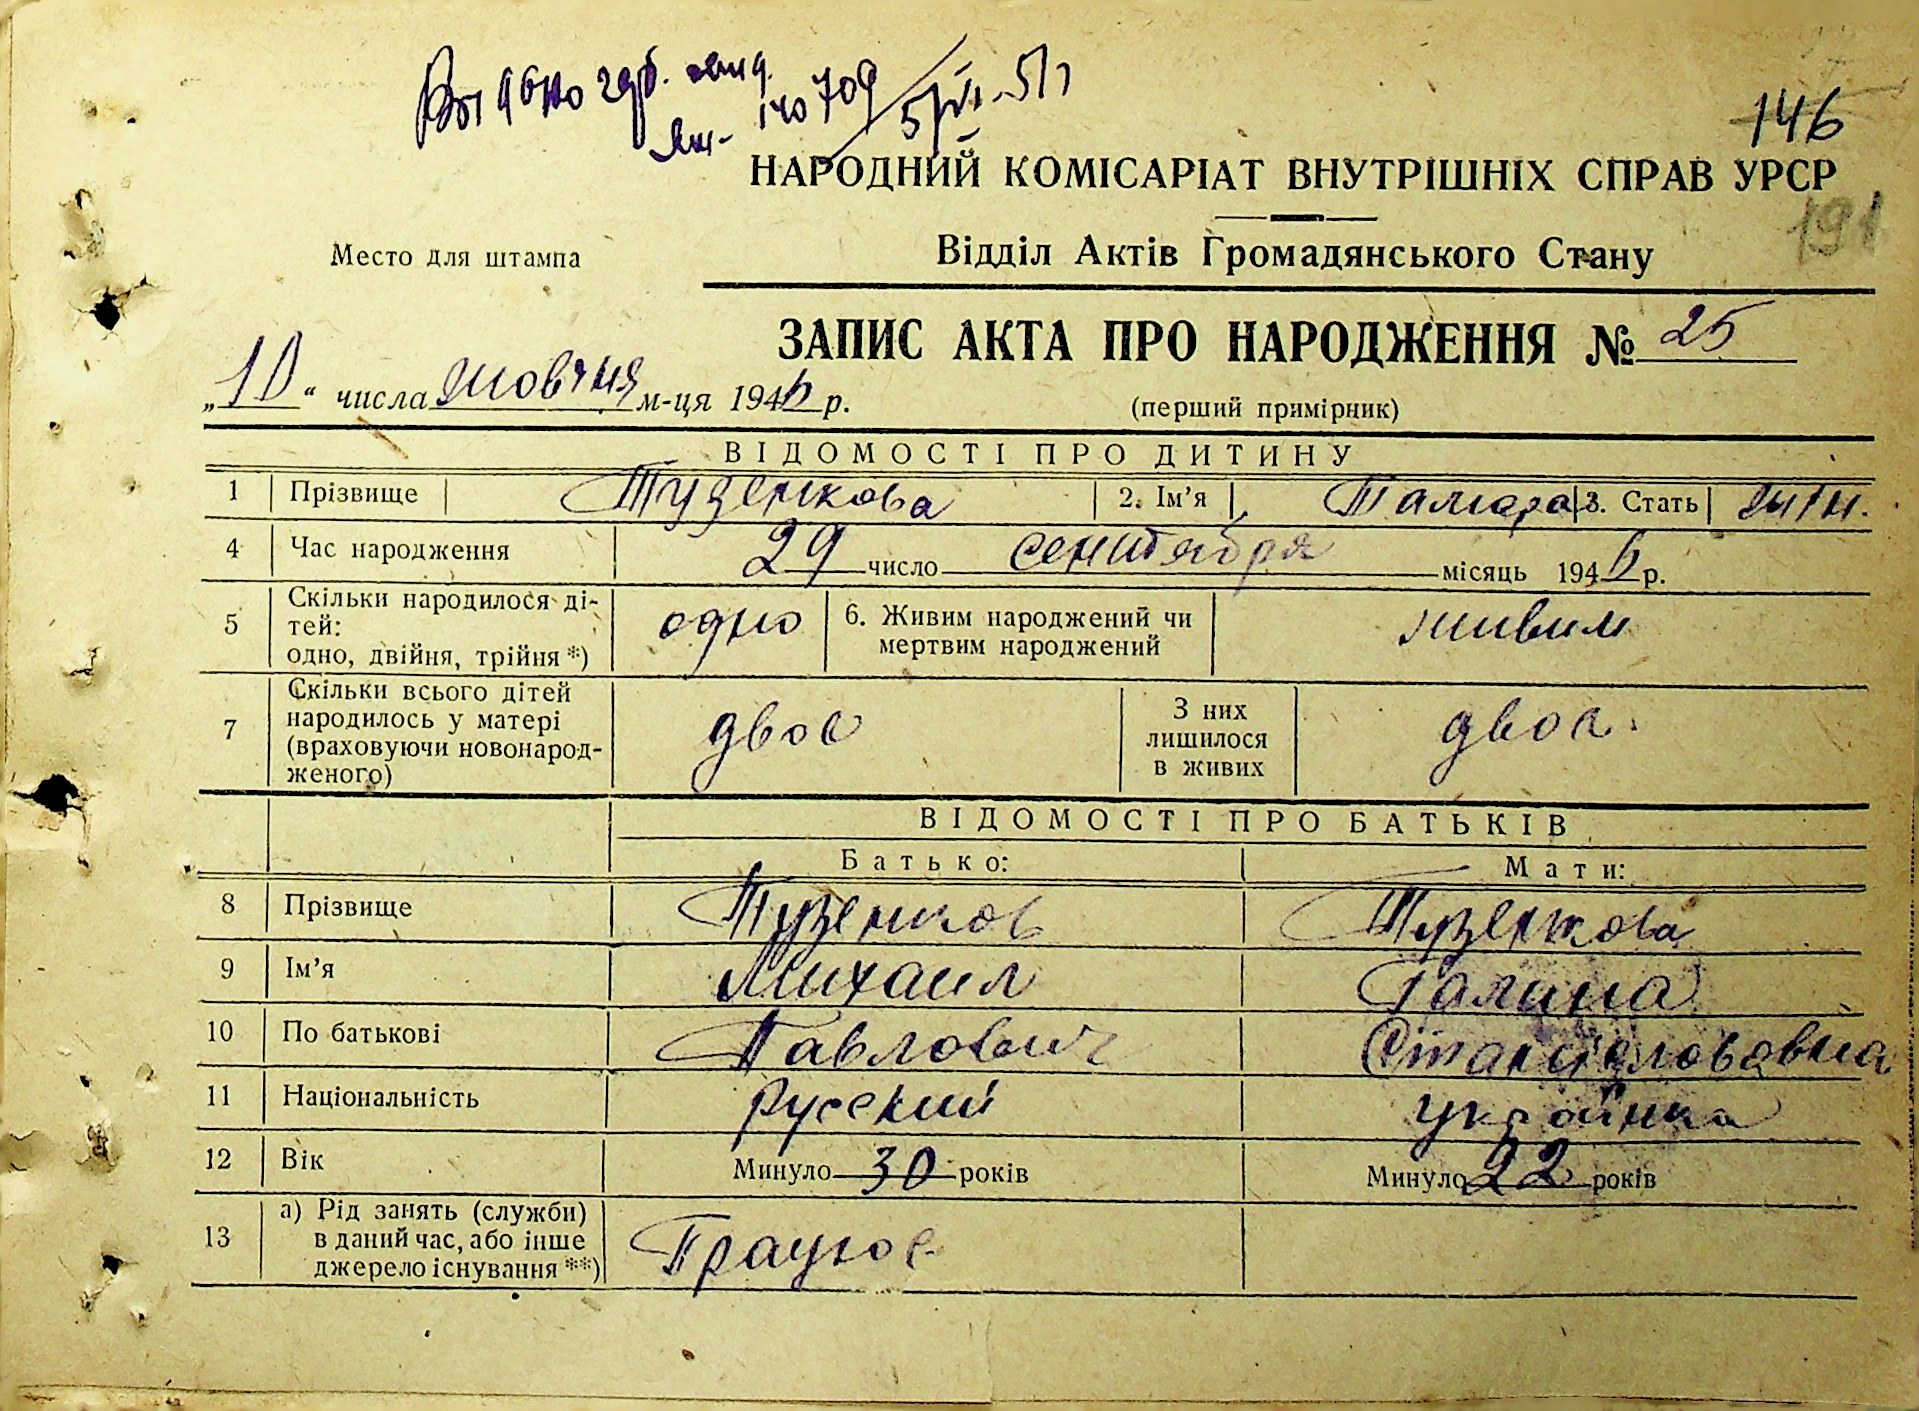 146
НАРОДНИЙ КОМІСАРІАТ ВНУТРІШНІХ СПРАВ УРСР
191
Место для штампа
Відділ Актів Громадянського Стану
ЗАПИС АКТА ПРО НАРОДЖЕННЯ № 25
„10“ числа жовтня м-ця 1946 р.
(перший примірник)
ВІДОМОСТІ ПРО ДИТИНУ
1 Прізвище Тузенкова 2. Ім’я Тамара 3. Стать
4 Час народження 29 число сентября місяць 1946 р.
5 Скільки народилося ді-
тей:
одно, двійня, трійня *) одно 6. Живим народжений чи
мертвим народжений живим
7 Скільки всього дітей
народилось у матері
(враховуючи новонарод-
женого) двое З них
лишилося
в живих двое
ВІДОМОСТІ ПРО БАТЬКІВ
Батько: Мати:
8 Прізвище Тузенков Тузенкова
9 Ім’я Михаил Галина
10 По батькові Павлович Станиславовна
11 Національність русский украинка
12 Вік Минуло 30 років Минуло 22 років
13 а) Рід занять (служби)
в даний час, або інше
джерело існування **)